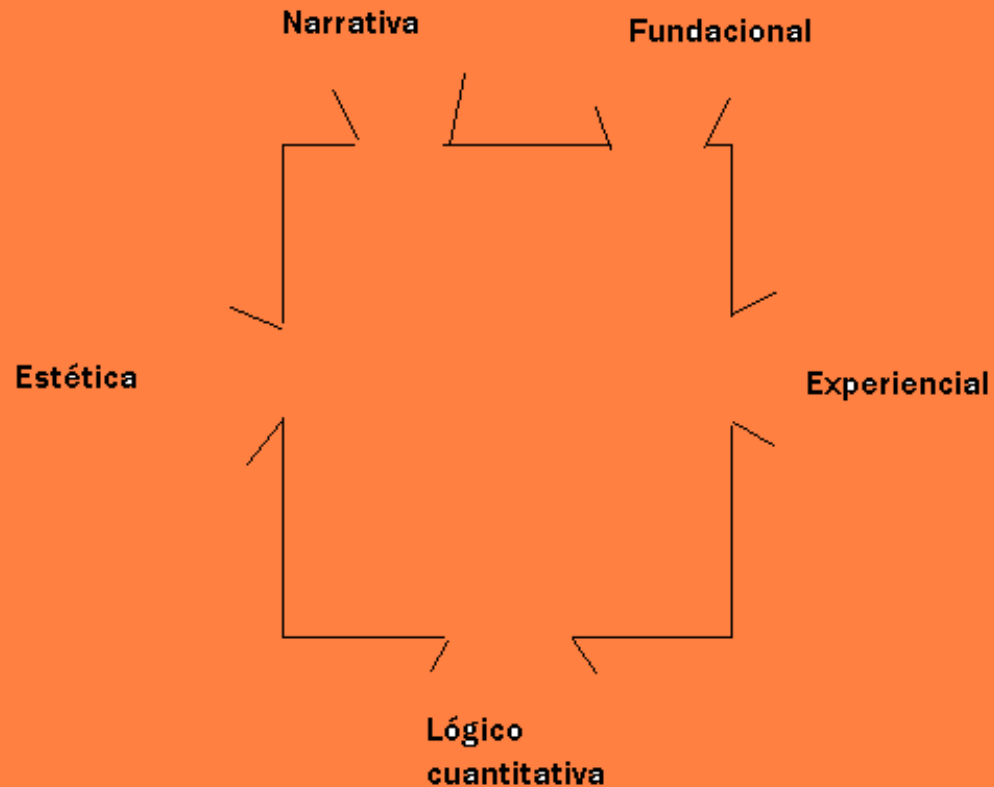 Narrativa
Fundacional
Estética
Experiencial
Lógico
cuantitativa